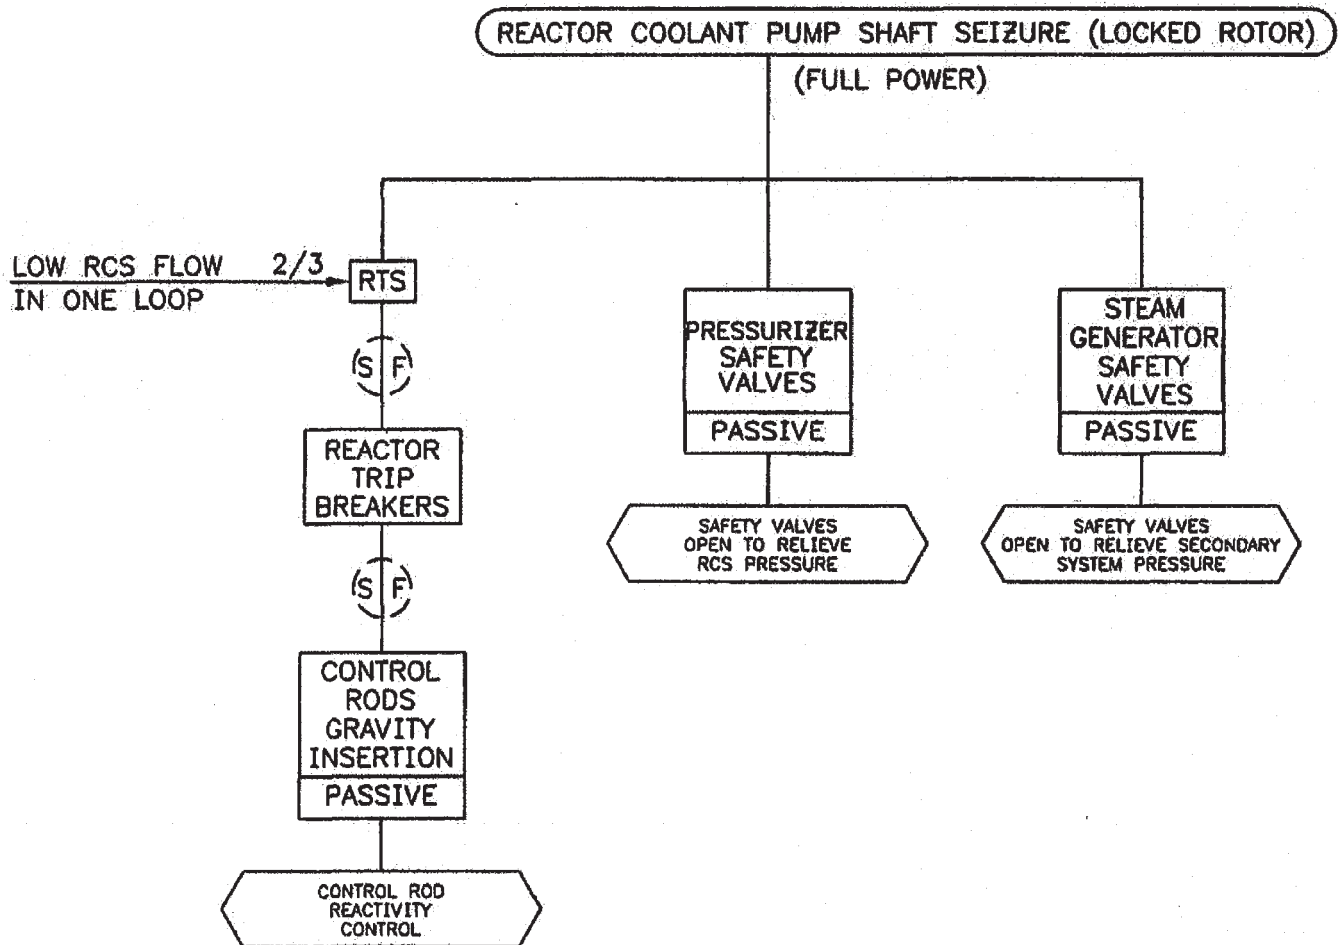 REACTOR COOLANT PUMP SHAFT SEIZURE (LOCKED ROTOR)
(FULL POWER)
LOW RCS FLOW 2/3
IN ONE LOOP
RTS
S F
REACTOR
TRIP
BREAKERS
S F
CONTROL
RODS
GRAVITY
INSERTION
PASSIVE
CONTROL ROD
REACTIVITY
CONTROL
PRESSURIZER
SAFETY
VALVES
PASSIVE
SAFETY VALVES
OPEN TO RELIEVE
RCS PRESSURE
STEAM
GENERATOR
SAFETY
VALVES
PASSIVE
SAFETY VALVES
OPEN TO RELIEVE SECONDARY
SYSTEM PRESSURE